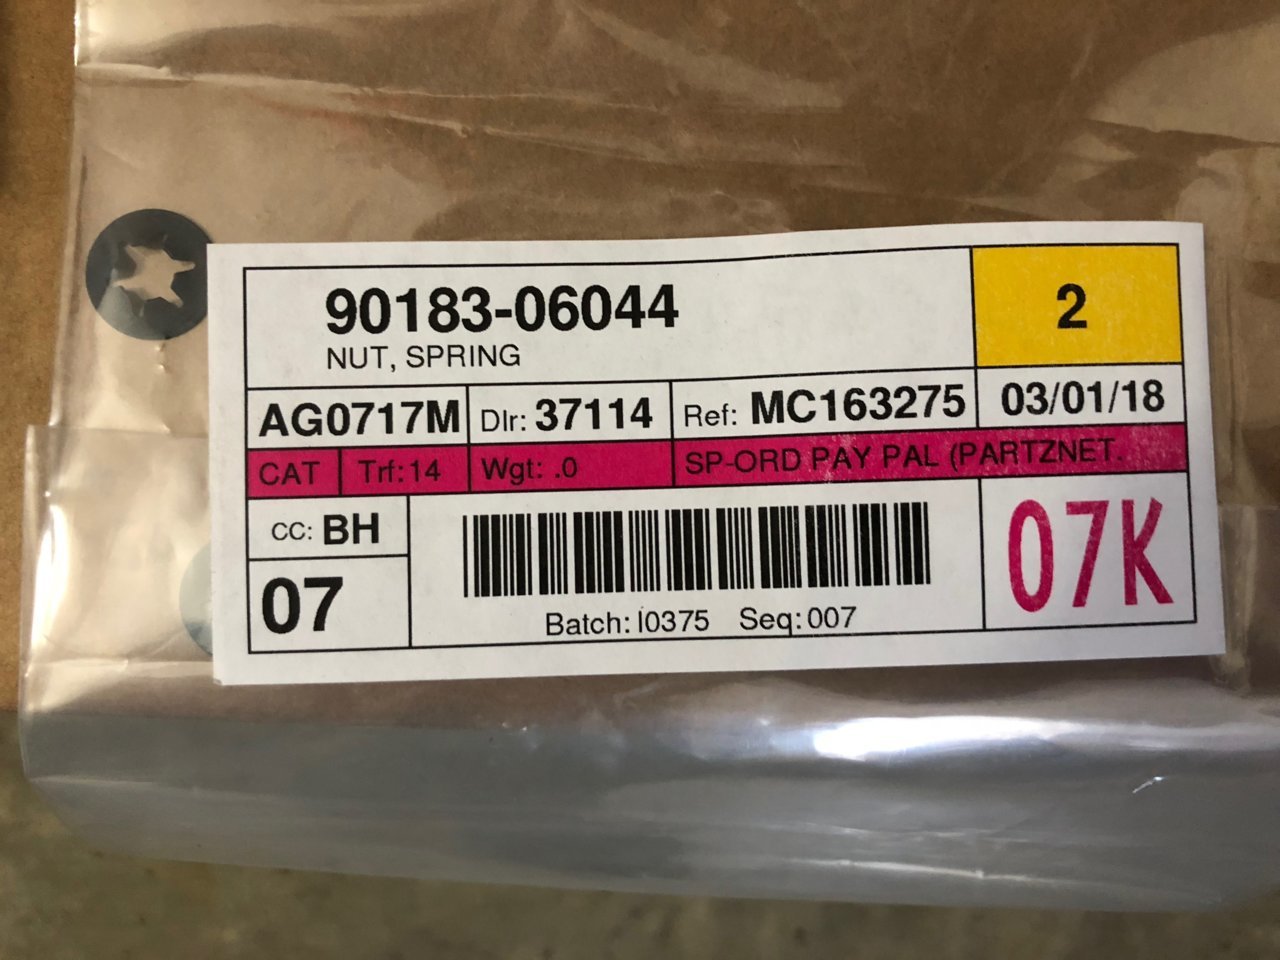 90183-06044
NUT, SPRING
2
AG0717M Dlr: 37114 Ref: MC163275 03/01/18
CAT Trf: 14 Wgt: .0 SP-ORD PAY PAL (PARTZNET.
CC: BH
07
07K
Batch: I0375 Seq: 007